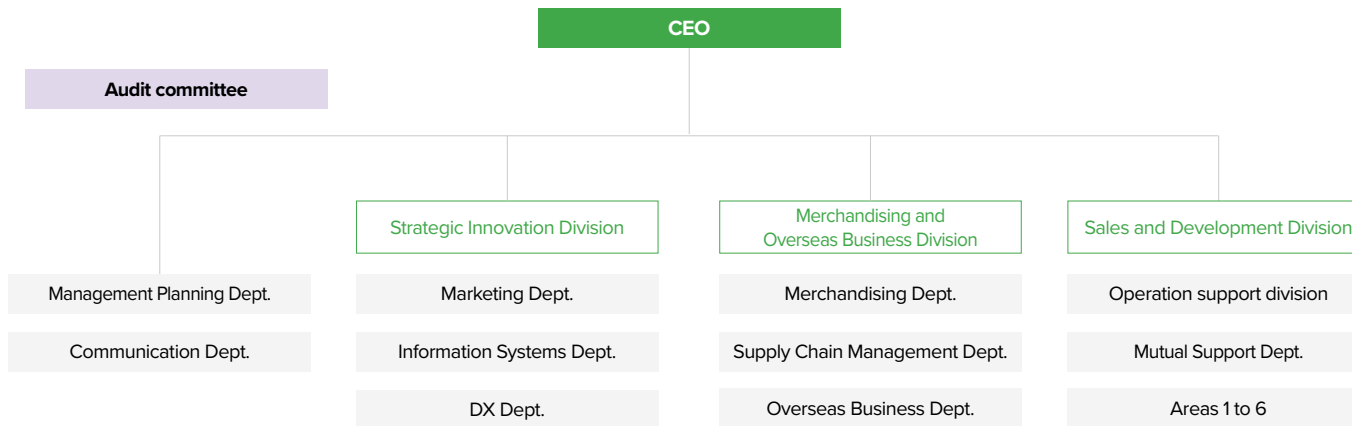 CEO
Audit committee
Strategic Innovation Division
Merchandising and
Overseas Business Division
Sales and Development Division
Management Planning Dept.
Marketing Dept.
Merchandising Dept.
Operation support division
Communication Dept.
Information Systems Dept.
Supply Chain Management Dept.
Mutual Support Dept.
DX Dept.
Overseas Business Dept.
Areas 1 to 6